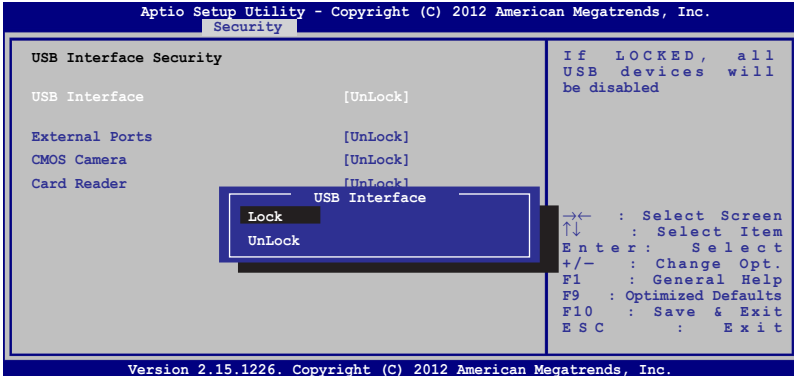 Aptio Setup Utility - Copyright (C) 2012 American Megatrends, Inc.
Security
USB Interface Security
USB Interface [UnLock]
External Ports [UnLock]
CMOS Camera [UnLock]
Card Reader [UnLock]
USB Interface
Lock
UnLock
If LOCKED, all
USB devices will
be disabled
→← : Select Screen
↑↓ : Select Item
Enter: Select
+/— : Change Opt.
F1 : General Help
F9 : Optimized Defaults
F10 : Save & Exit
ESC : Exit
Version 2.15.1226. Copyright (C) 2012 American Megatrends, Inc.